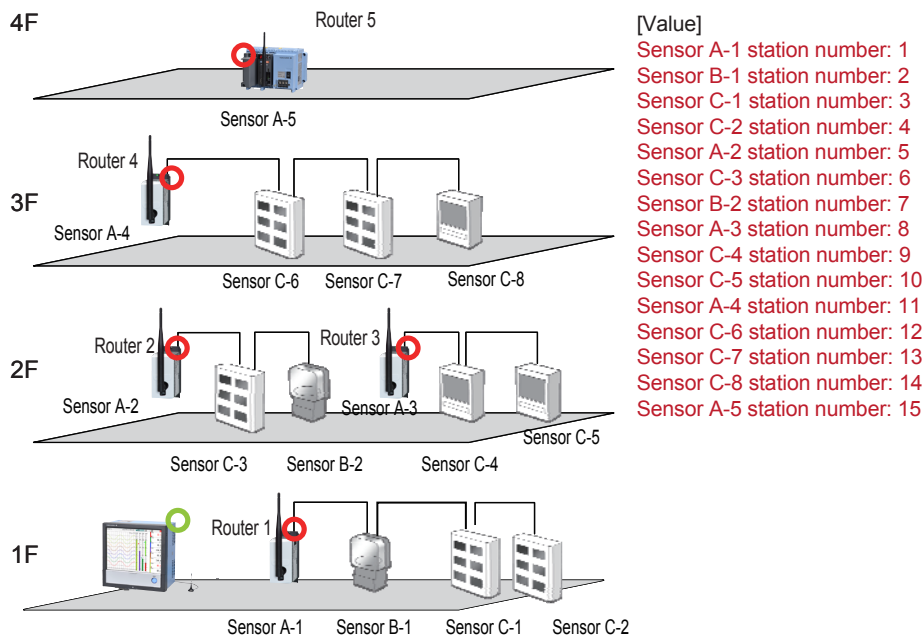 4F
Router 5
Sensor A-5
Router 4
3F
Sensor A-4
Sensor C-6
Sensor C-7
Sensor C-8
Router 2
Router 3
2F
Sensor A-2
Sensor A-3
Sensor C-5
Sensor C-3
Sensor B-2
Sensor C-4
Router 1
1F
Sensor A-1
Sensor B-1
Sensor C-1
Sensor C-2
[Value]
Sensor A-1 station number: 1
Sensor B-1 station number: 2
Sensor C-1 station number: 3
Sensor C-2 station number: 4
Sensor A-2 station number: 5
Sensor C-3 station number: 6
Sensor B-2 station number: 7
Sensor A-3 station number: 8
Sensor C-4 station number: 9
Sensor C-5 station number: 10
Sensor A-4 station number: 11
Sensor C-6 station number: 12
Sensor C-7 station number: 13
Sensor C-8 station number: 14
Sensor A-5 station number: 15